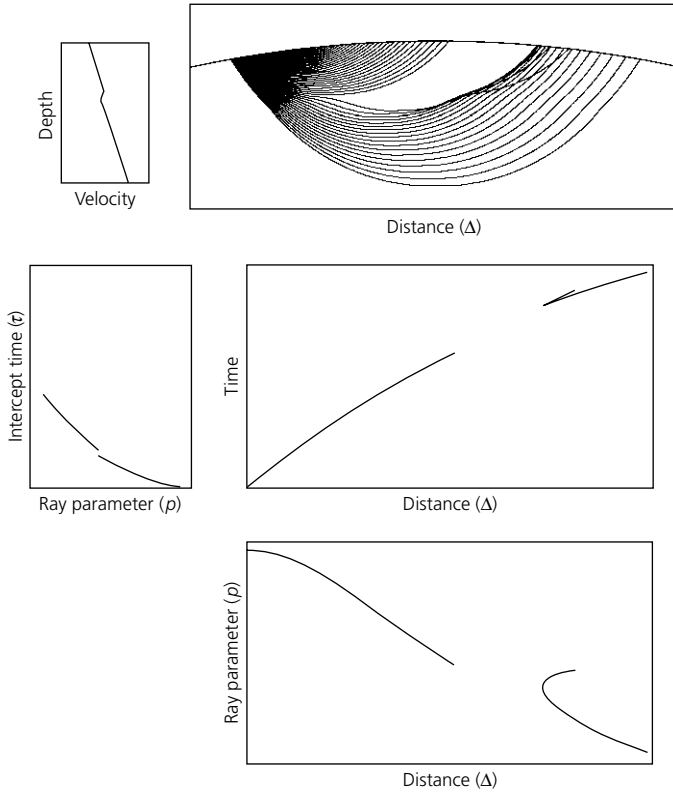 Depth
Velocity
Distance (Δ)
Intercept time (τ)
Ray parameter (p)
Time
Distance (Δ)
Ray parameter (p)
Distance (Δ)